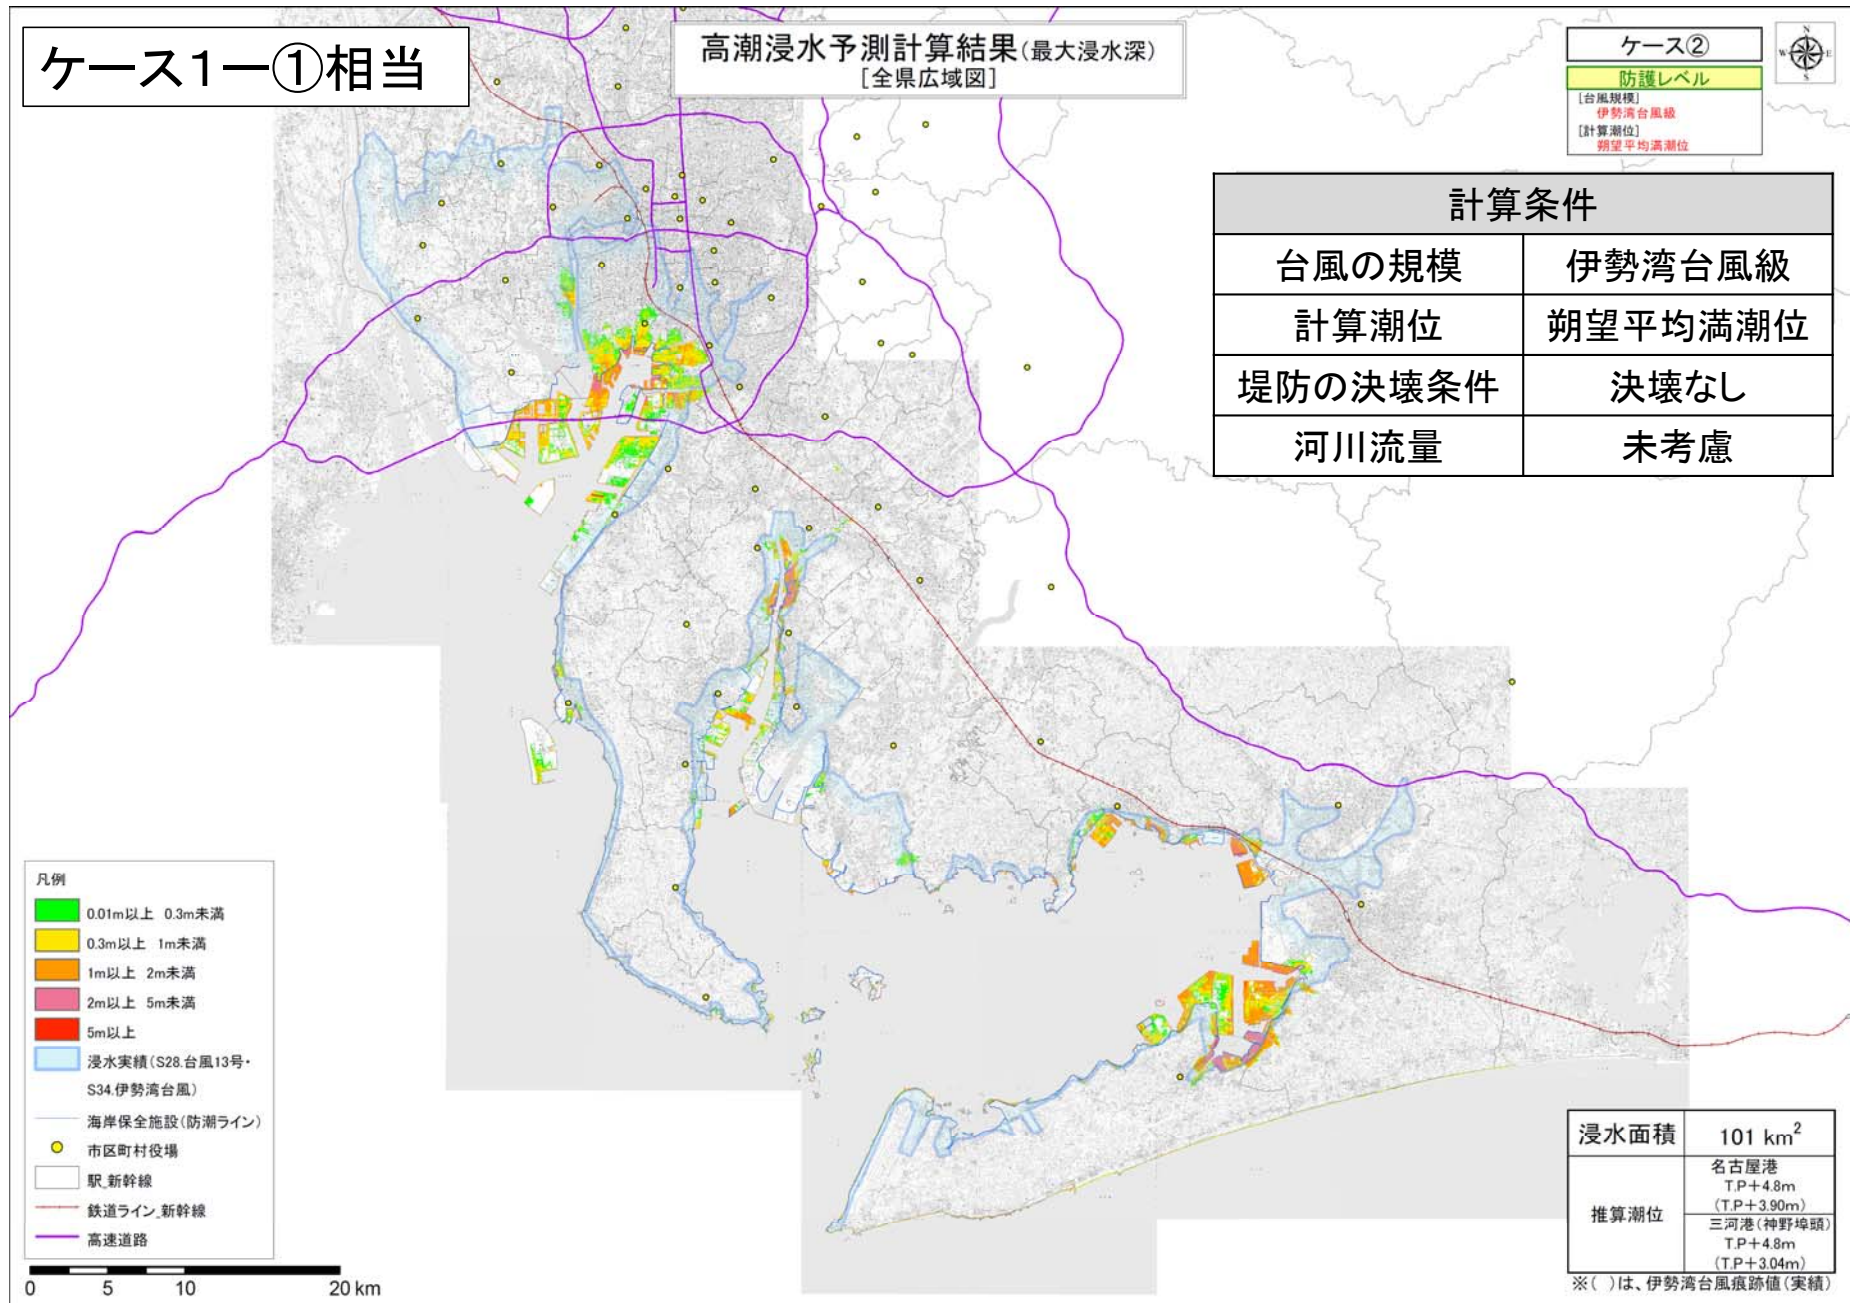 ケース1ー①相当
高潮浸水予測計算結果(最大浸水深)
[全県広域図]
ケース②
防護レベル
[台風規模]
伊勢湾台風級
[計算潮位]
朔望平均満潮位
N
W E
S
計算条件
台風の規模 伊勢湾台風級
計算潮位 朔望平均満潮位
堤防の決壊条件 決壊なし
河川流量 未考慮
凡例
0.01m以上 0.3m未満
0.3m以上 1m未満
1m以上 2m未満
2m以上 5m未満
5m以上
浸水実績(S28.台風13号・
S34.伊勢湾台風)
海岸保全施設(防潮ライン)
市区町村役場
駅_新幹線
鉄道ライン_新幹線
高速道路
0 5 10 20 km
浸水面積 101 km²
推算潮位
名古屋港
T.P+4.8m
(T.P+3.90m)
三河港(神野埠頭)
T.P+4.8m
(T.P+3.04m)
※( )は、伊勢湾台風痕跡値(実績)